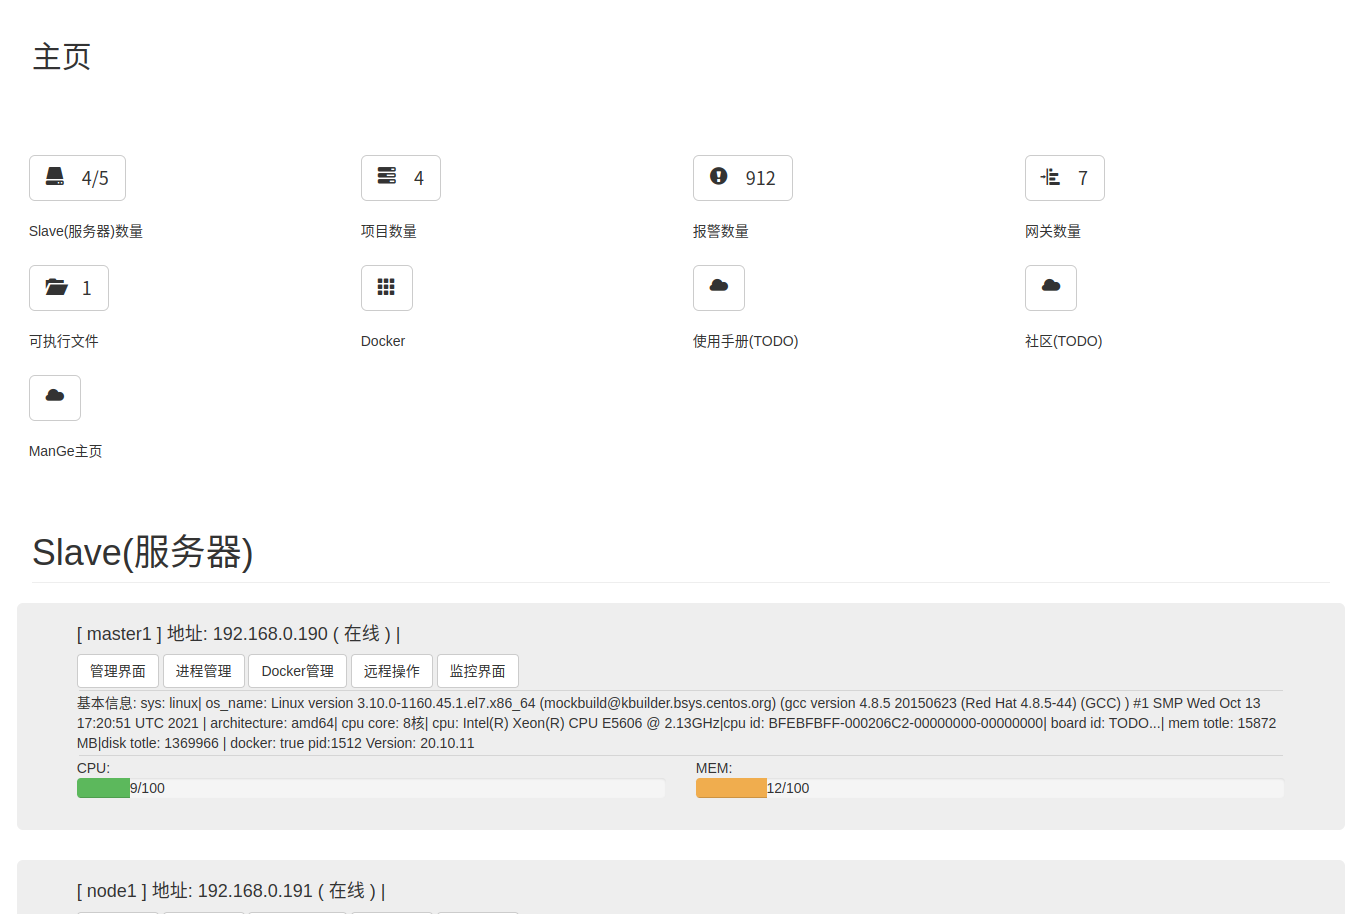 主页
4/5
4
912
7
Slave(服务器)数量
项目数量
报警数量
网关数量
1
可执行文件
Docker
使用手册(TODO)
社区(TODO)
ManGe主页
Slave(服务器)
[ master1 ] 地址: 192.168.0.190 ( 在线 ) |
管理界面 进程管理 Docker管理 远程操作 监控界面
基本信息: sys: linux| os_name: Linux version 3.10.0-1160.45.1.el7.x86_64 (mockbuild@kbuilder.bsys.centos.org) (gcc version 4.8.5 20150623 (Red Hat 4.8.5-44) (GCC) ) #1 SMP Wed Oct 13
17:20:51 UTC 2021 | architecture: amd64| cpu core: 8核| cpu: Intel(R) Xeon(R) CPU E5606 @ 2.13GHz|cpu id: BFEBFBFF-000206C2-00000000-00000000| board id: TODO...| mem totle: 15872
MB|disk totle: 1369966 | docker: true pid:1512 Version: 20.10.11
CPU:
MEM:
9/100
12/100
[ node1 ] 地址: 192.168.0.191 ( 在线 ) |